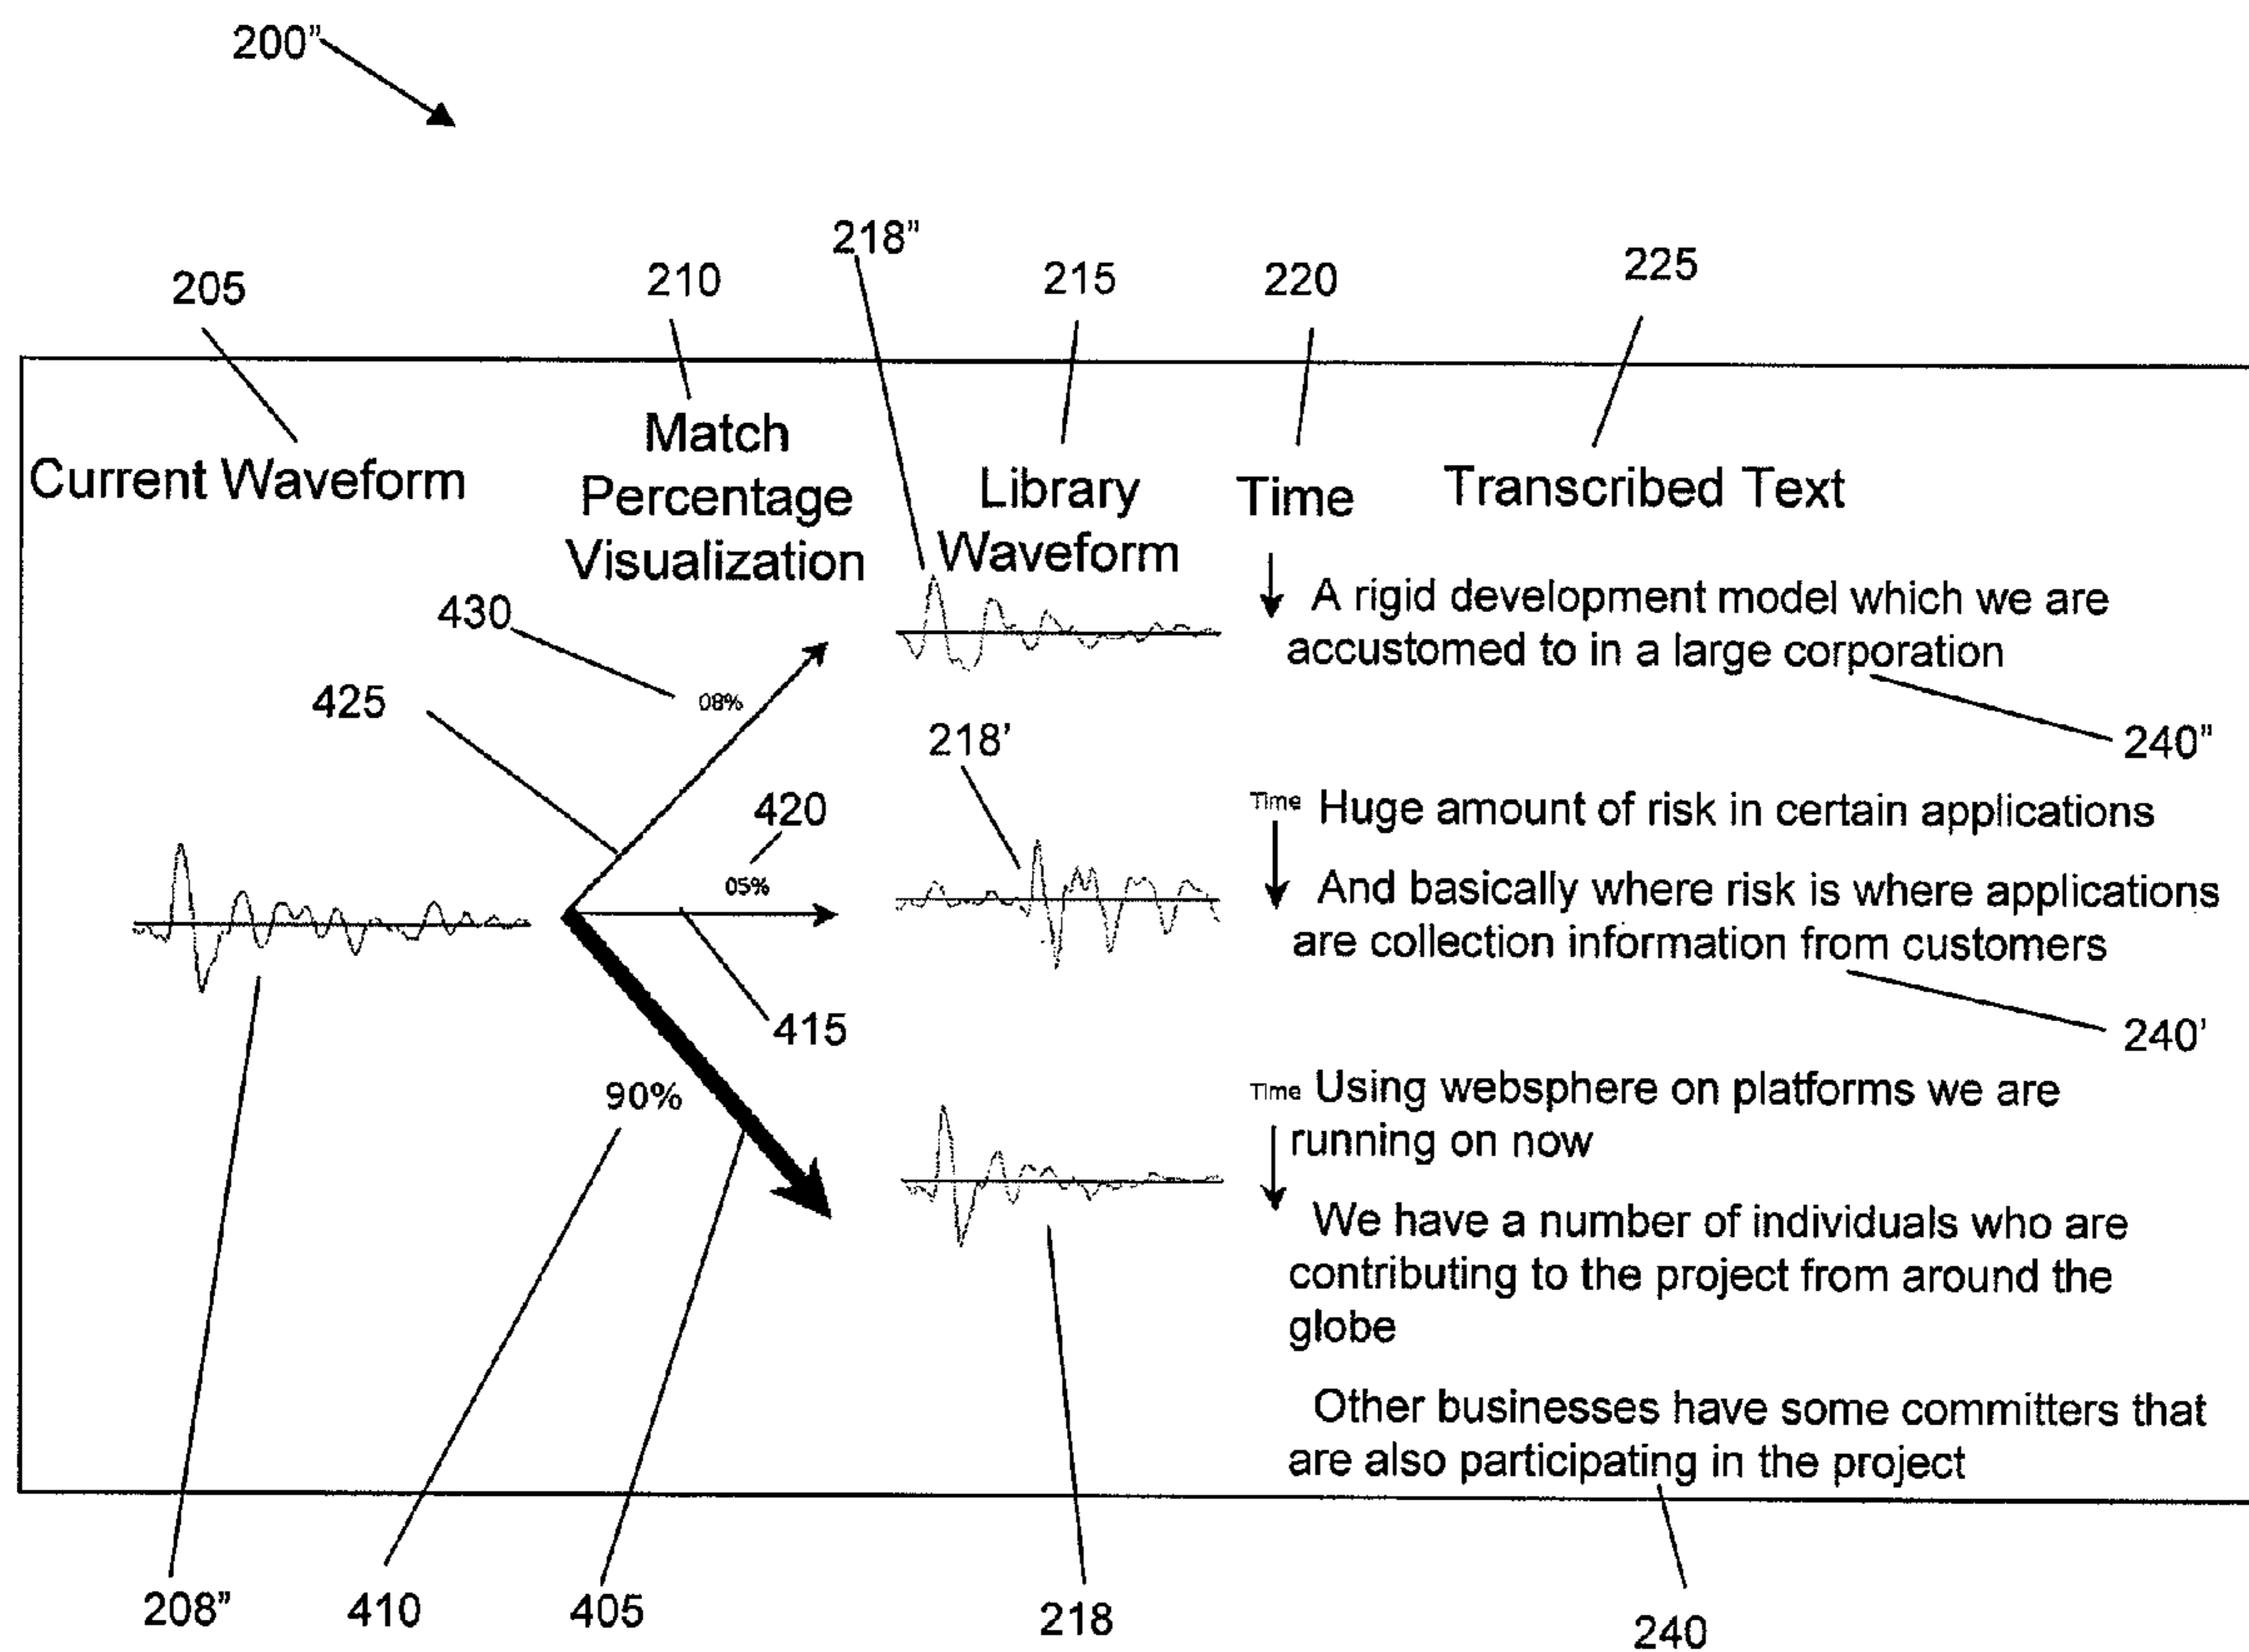 200”
218”
205
210
215
220
225
Current Waveform
Match
Percentage
Visualization
Library
Waveform
Time
Transcribed Text
430
08%
425
A rigid development model which we are
accustomed to in a large corporation
240”
218’
420
05%
415
Time Huge amount of risk in certain applications
And basically where risk is where applications
are collection information from customers
240’
90%
Time Using websphere on platforms we are
running on now
We have a number of individuals who are
contributing to the project from around the
globe
Other businesses have some committers that
are also participating in the project
208”
410
405
218
240